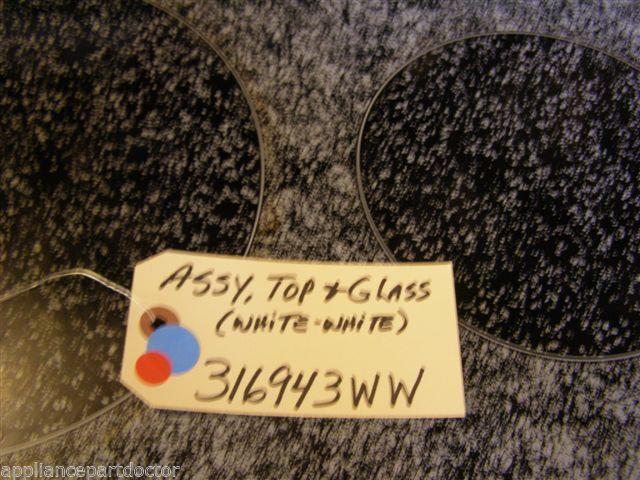 ASSY, TOP & GLASS
(WHITE-WHITE)
316943WW
appliancepartdoctor